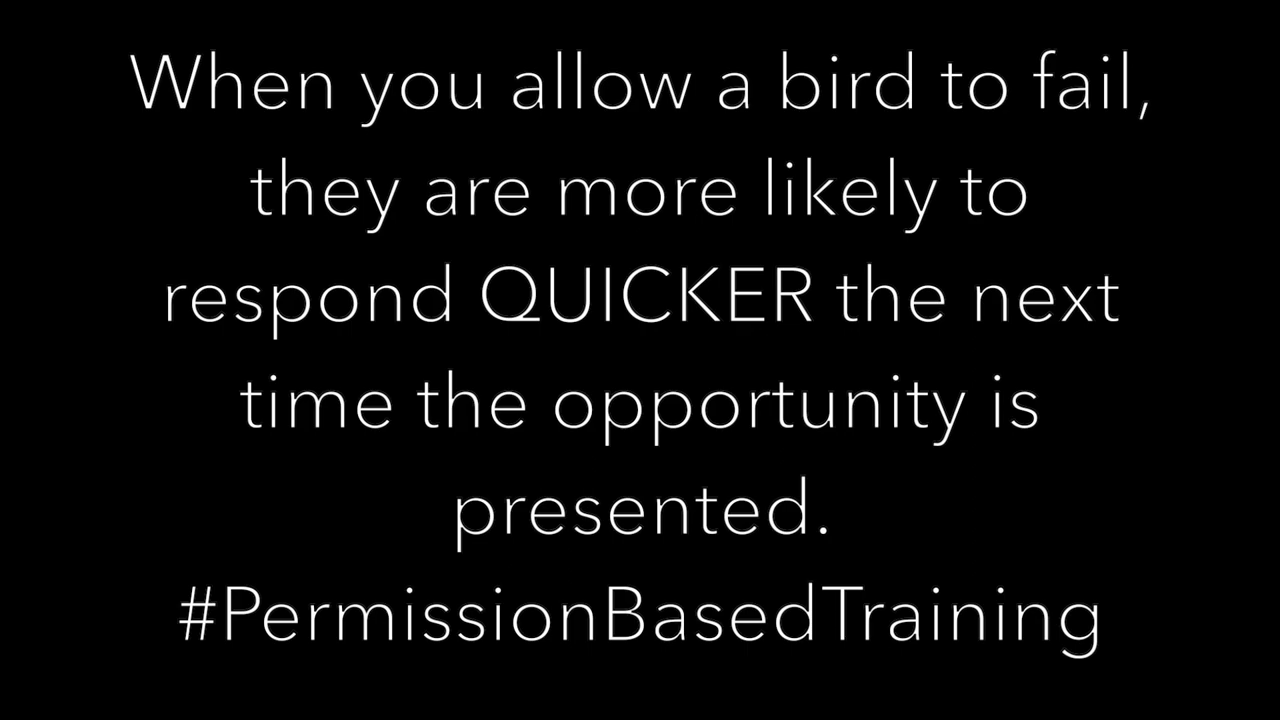 When you allow a bird to fail,
they are more likely to
respond QUICKER the next
time the opportunity is
presented.
#PermissionBasedTraining